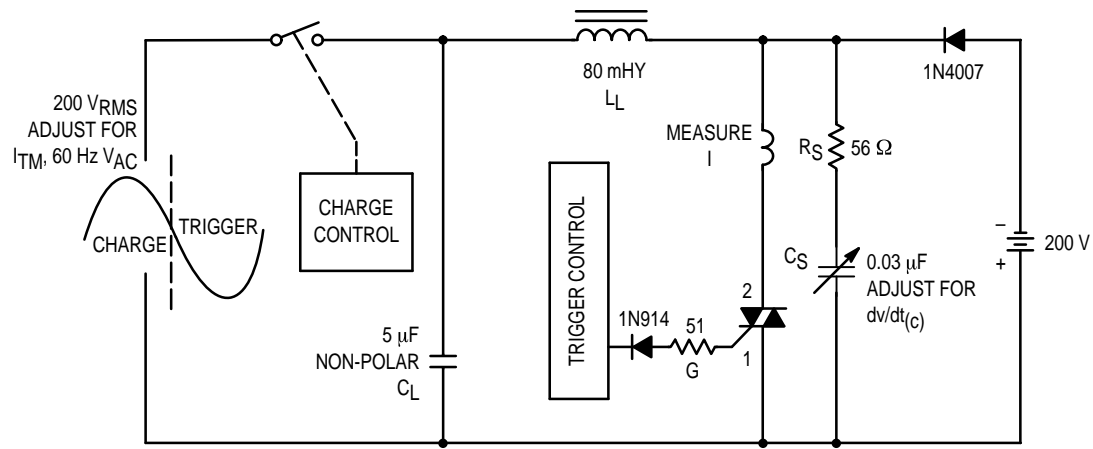 200 VRMS
ADJUST FOR
ITM, 60 Hz VAC
CHARGE
TRIGGER
CHARGE
CONTROL
5 μF
NON-POLAR
CL
80 mHY
LL
TRIGGER CONTROL
1N914
51
G
MEASURE
I
2
1
RS
56 Ω
CS
0.03 μF
ADJUST FOR
dv/dt(c)
1N4007
–
+
200 V